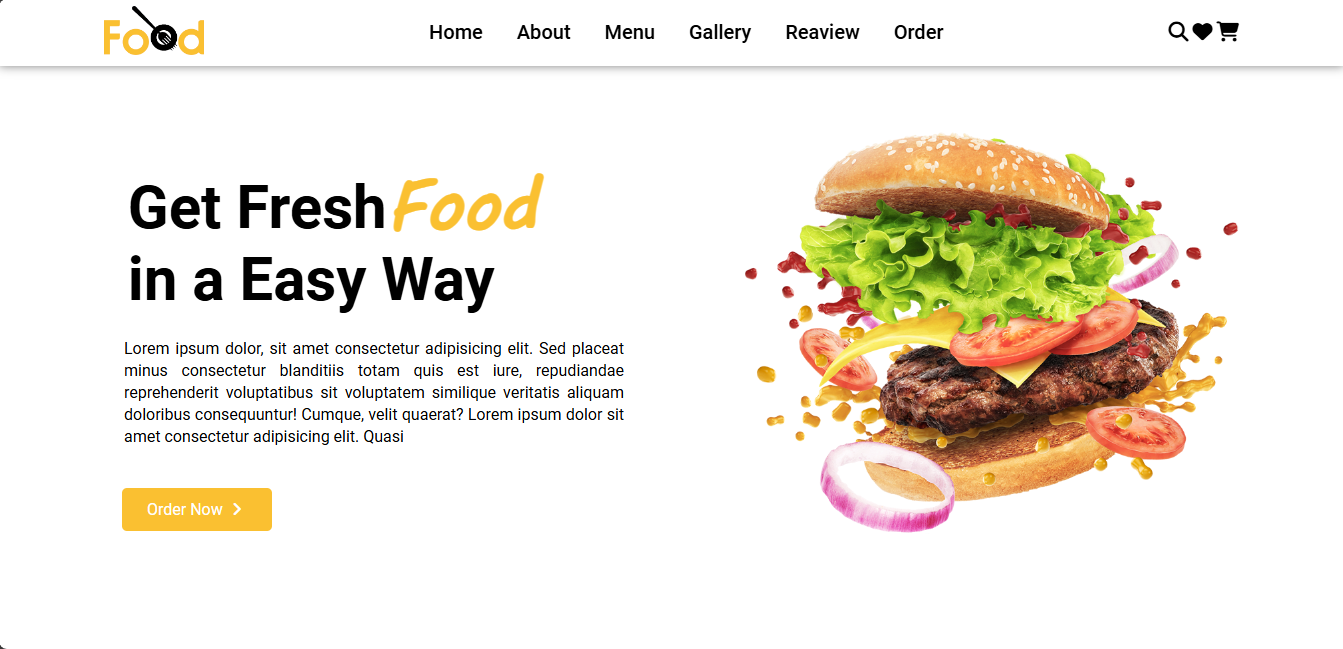 Food
Home About Menu Gallery Reaview Order
Get Fresh Food
in a Easy Way
Lorem ipsum dolor, sit amet consectetur adipisicing elit. Sed placeat
minus consectetur blanditiis totam quis est iure, repudiandae
reprehenderit voluptatibus sit voluptatem similique veritatis aliquam
doloribus consequuntur! Cumque, velit quaerat? Lorem ipsum dolor sit
amet consectetur adipisicing elit. Quasi
Order Now